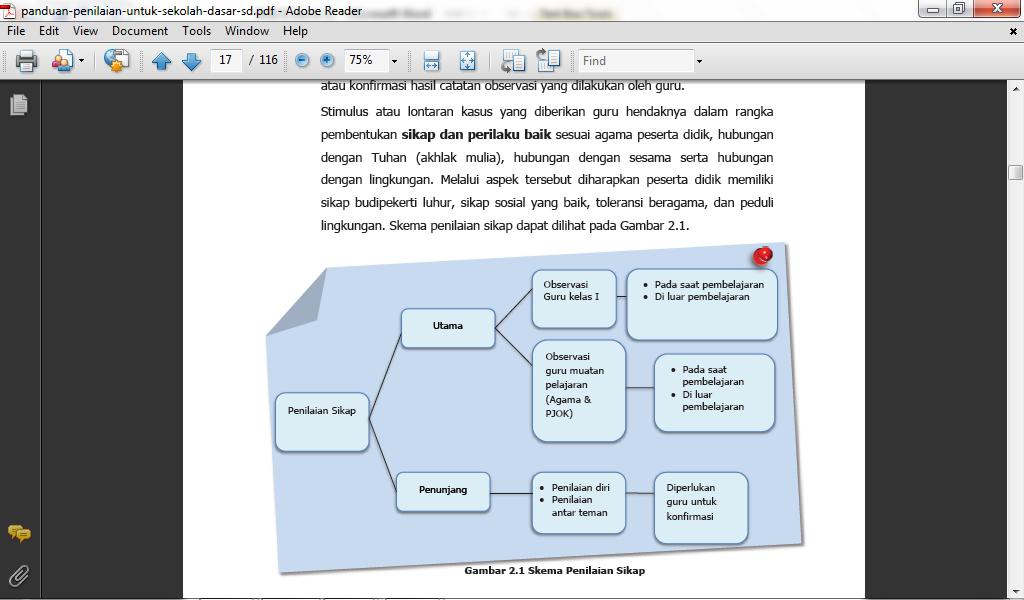 panduan-penilaian-untuk-sekolah-dasar-sd.pdf - Adobe Reader
File Edit View Document Tools Window Help
17 / 116 75% Find
atau konfirmasi hasil catatan observasi yang dilakukan oleh guru.
Stimulus atau lontaran kasus yang diberikan guru hendaknya dalam rangka
pembentukan sikap dan perilaku baik sesuai agama peserta didik, hubungan
dengan Tuhan (akhlak mulia), hubungan dengan sesama serta hubungan
dengan lingkungan. Melalui aspek tersebut diharapkan peserta didik memiliki
sikap budipekerti luhur, sikap sosial yang baik, toleransi beragama, dan peduli
lingkungan. Skema penilaian sikap dapat dilihat pada Gambar 2.1.
Penilaian Sikap
Utama
Observasi
Guru kelas I
• Pada saat pembelajaran
• Di luar pembelajaran
Observasi
guru muatan
pelajaran
(Agama &
PJOK)
• Pada saat
pembelajaran
• Di luar
pembelajaran
Penunjang
• Penilaian diri
• Penilaian
antar teman
Diperlukan
guru untuk
konfirmasi
Gambar 2.1 Skema Penilaian Sikap